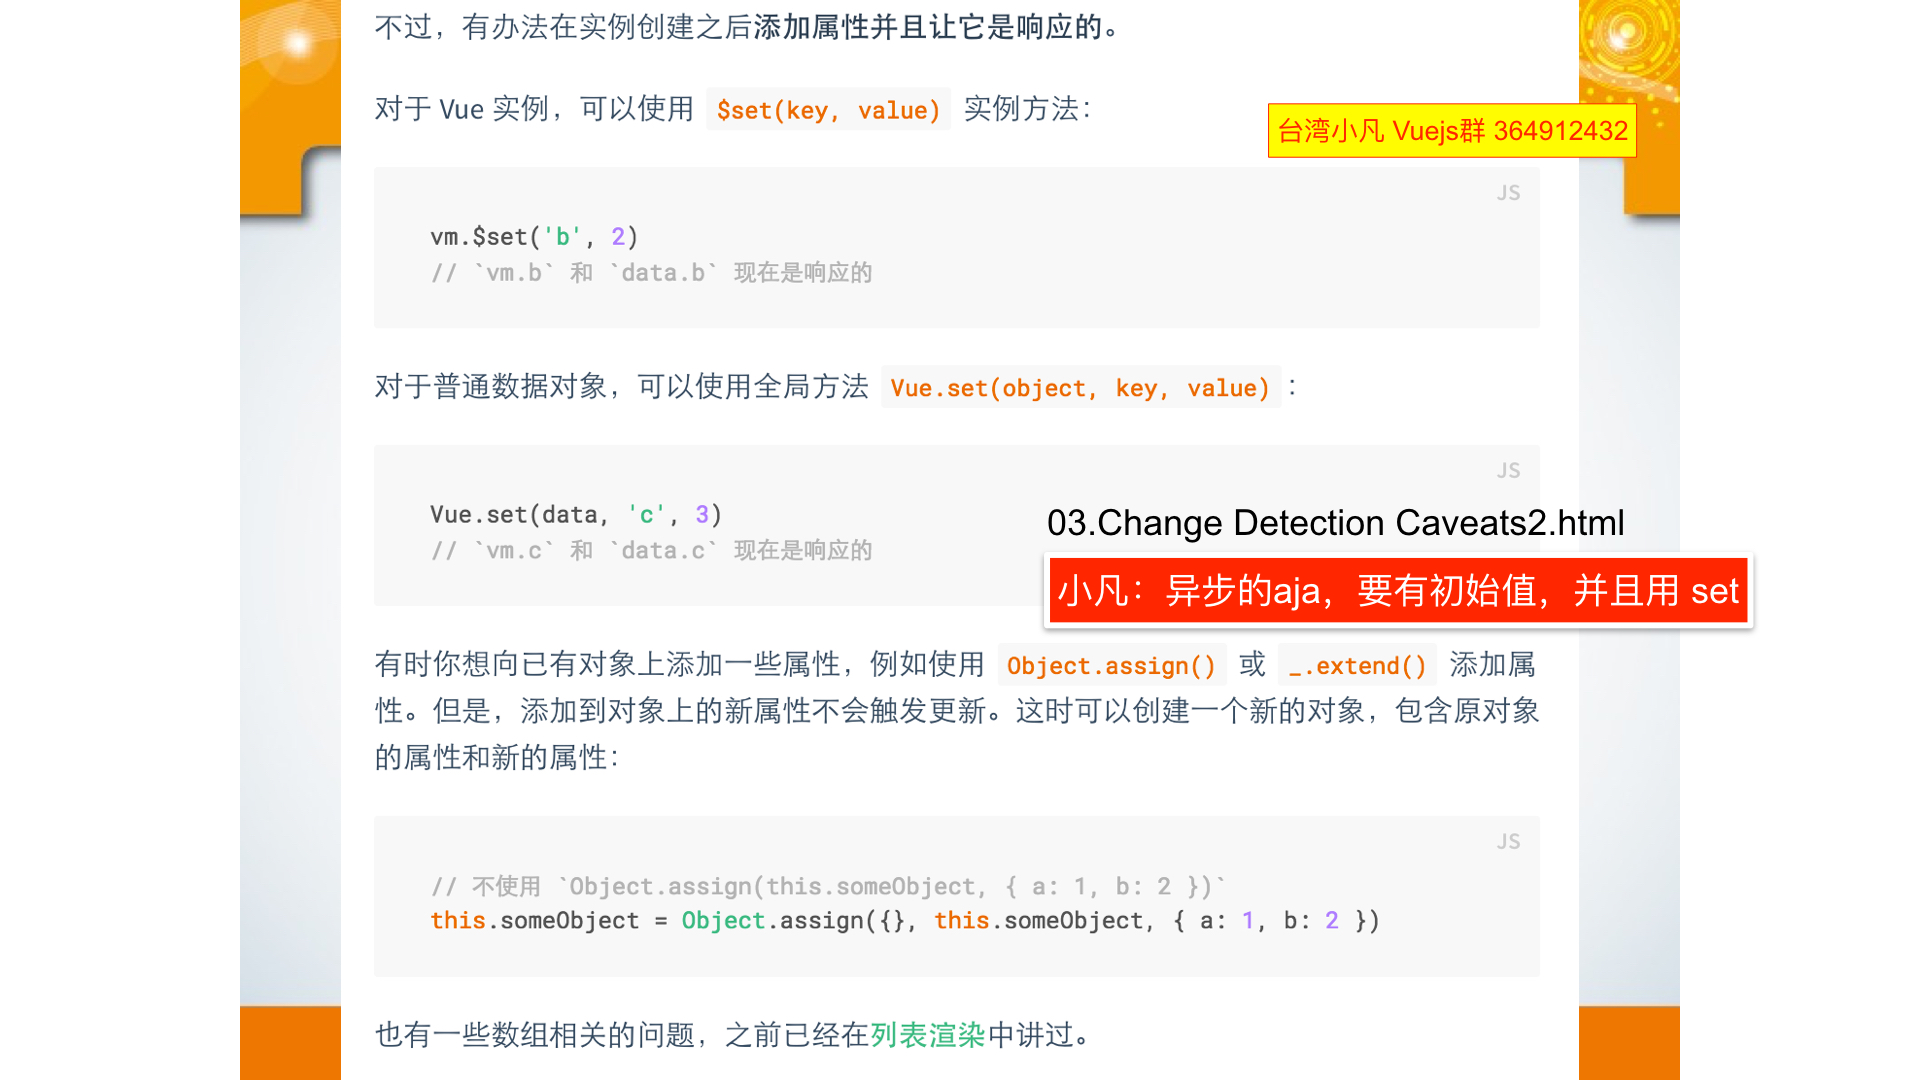 不过，有办法在实例创建之后添加属性并且让它是响应的。
对于 Vue 实例，可以使用 $set(key, value) 实例方法：
台湾小凡 Vuejs群 364912432
JS
vm.$set('b', 2)
// `vm.b` 和 `data.b` 现在是响应的
对于普通数据对象，可以使用全局方法 Vue.set(object, key, value)：
JS
Vue.set(data, 'c', 3)
// `vm.c` 和 `data.c` 现在是响应的
03.Change Detection Caveats2.html
小凡：异步的aja，要有初始值，并且用 set
有时你想向已有对象上添加一些属性，例如使用 Object.assign() 或 _.extend() 添加属
性。但是，添加到对象上的新属性不会触发更新。这时可以创建一个新的对象，包含原对象
的属性和新的属性：
JS
// 不使用 `Object.assign(this.someObject, { a: 1, b: 2 })`
this.someObject = Object.assign({}, this.someObject, { a: 1, b: 2 })
也有一些数组相关的问题，之前已经在列表渲染中讲过。